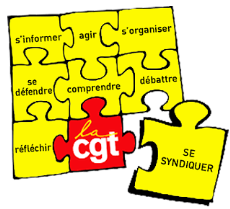 s'informer
agir
s'organiser
se
défendre
comprendre
débattre
réfléchir
la
cgt
SE
SYNDIQUER